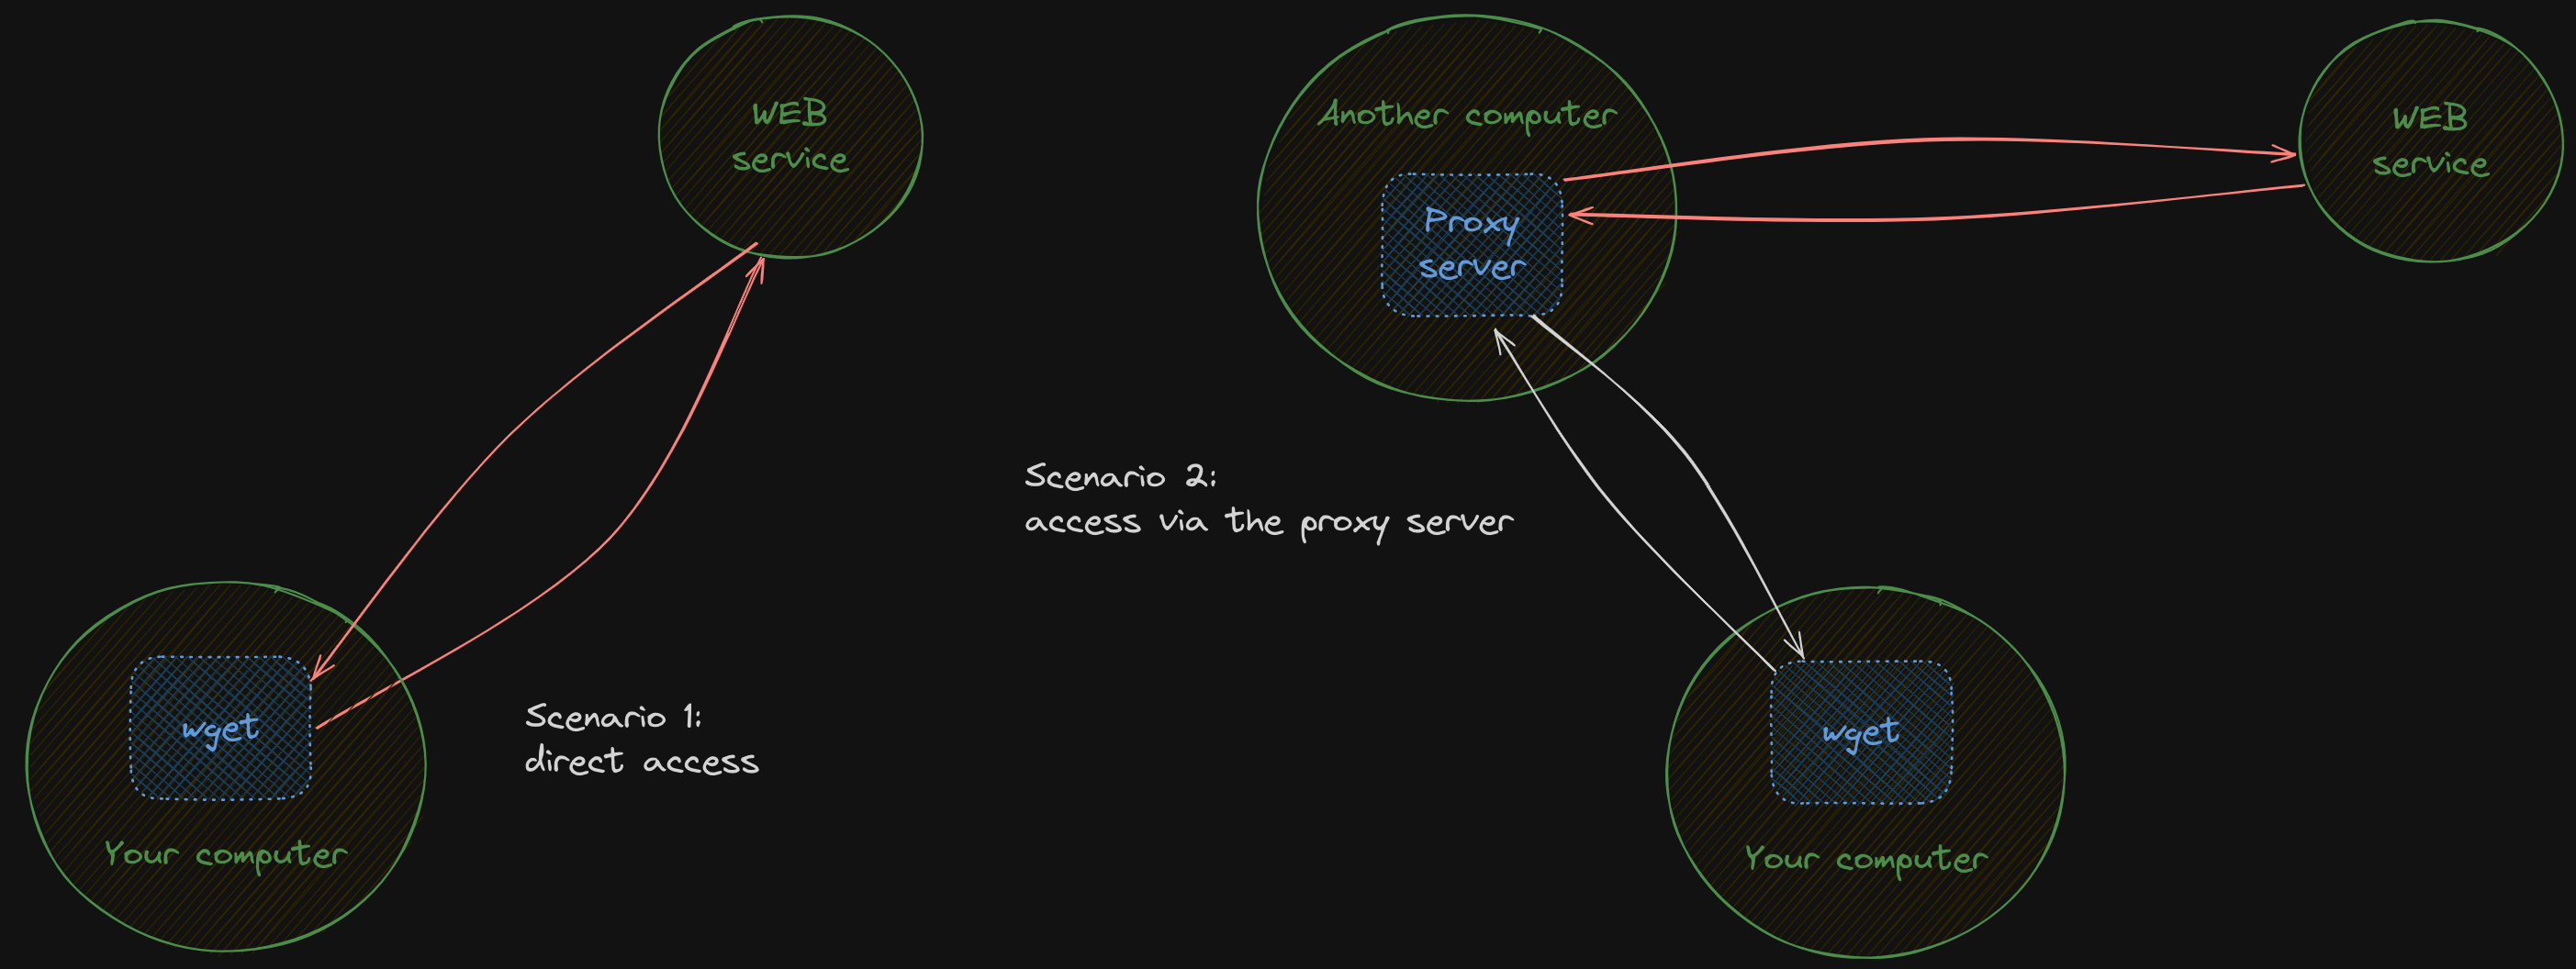 WEB
service
wget
Your computer
Scenario 1:
direct access
Another computer
Proxy
server
WEB
service
Scenario 2:
access via the proxy server
wget
Your computer